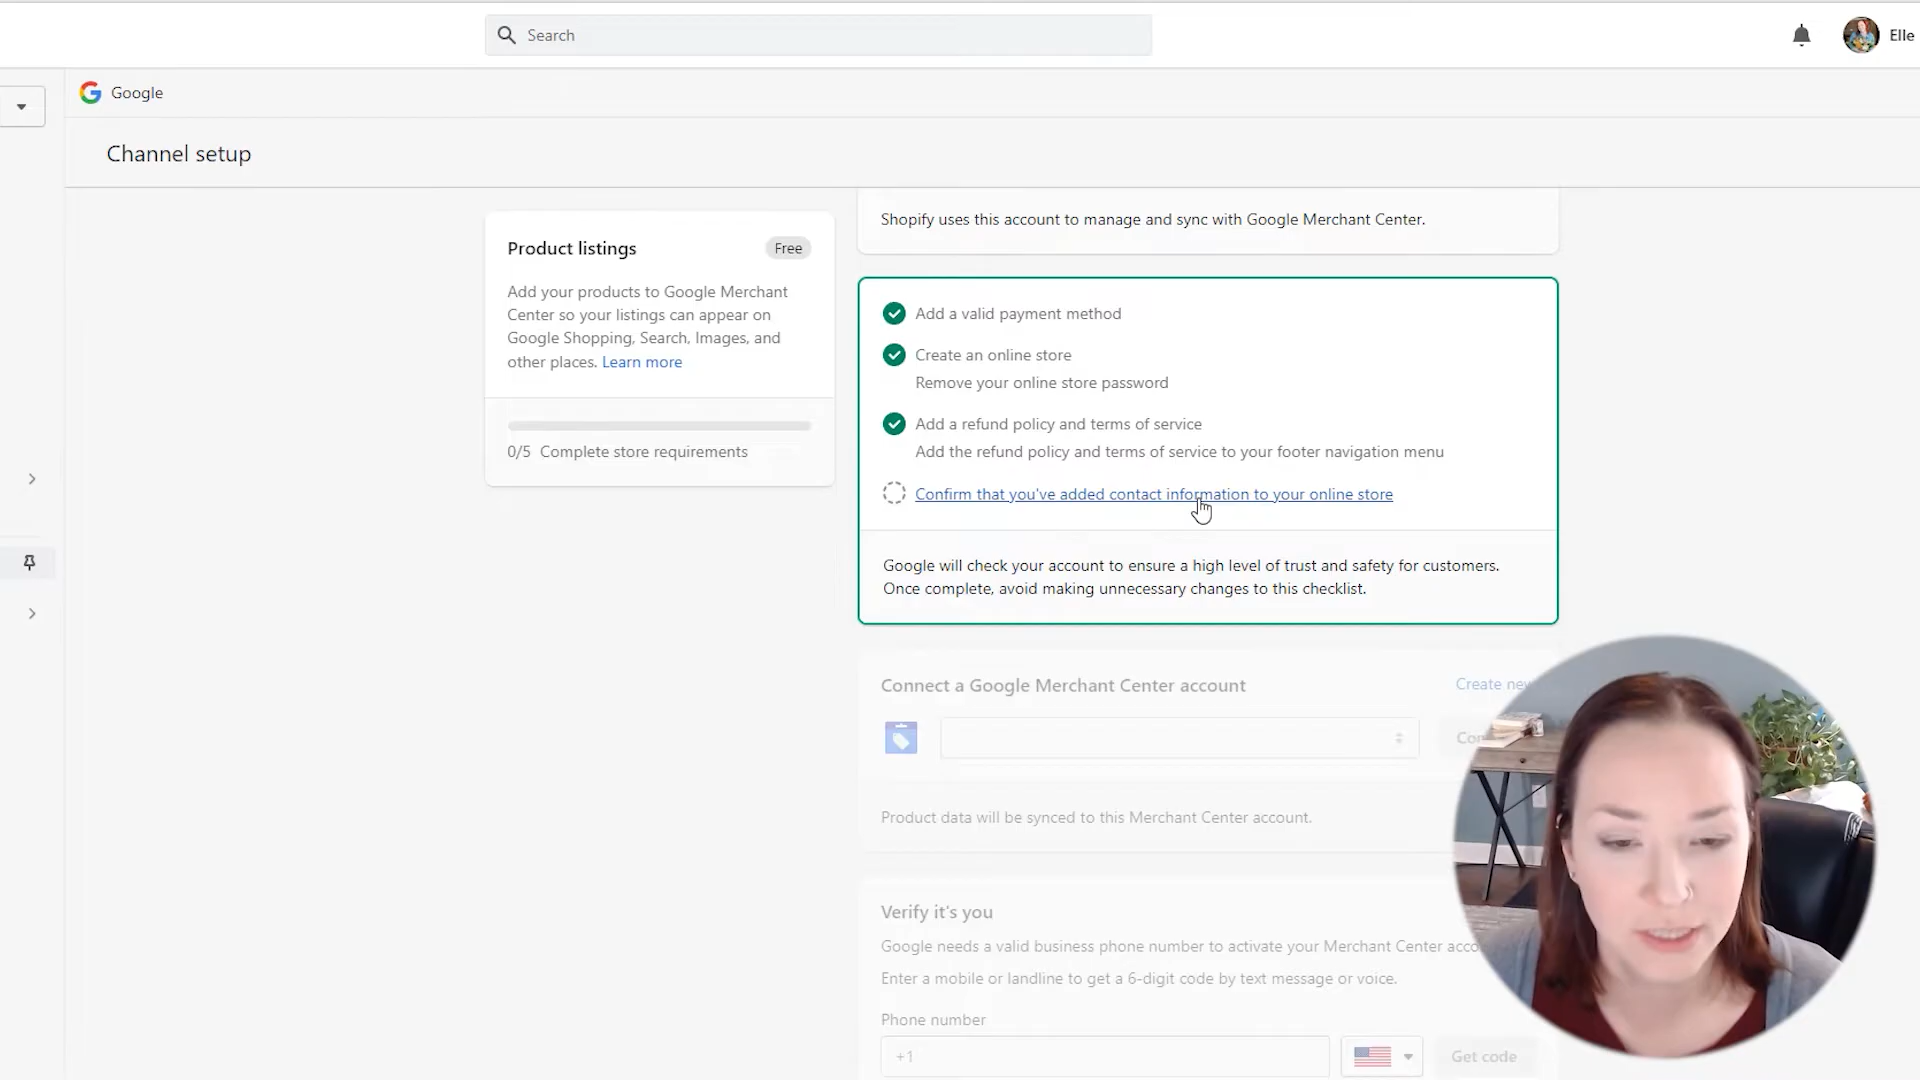 Search
Elle
Google
Channel setup
Product listings
Free
Add your products to Google Merchant
Center so your listings can appear on
Google Shopping, Search, Images, and
other places. Learn more
0/5 Complete store requirements
Shopify uses this account to manage and sync with Google Merchant Center.
Add a valid payment method
Create an online store
Remove your online store password
Add a refund policy and terms of service
Add the refund policy and terms of service to your footer navigation menu
Confirm that you've added contact information to your online store
Google will check your account to ensure a high level of trust and safety for customers.
Once complete, avoid making unnecessary changes to this checklist.
Connect a Google Merchant Center account
Create new
Product data will be synced to this Merchant Center account.
Verify it's you
Google needs a valid business phone number to activate your Merchant Center
Enter a mobile or landline to get a 6-digit code by text message or voice.
Phone number
+1
Get code